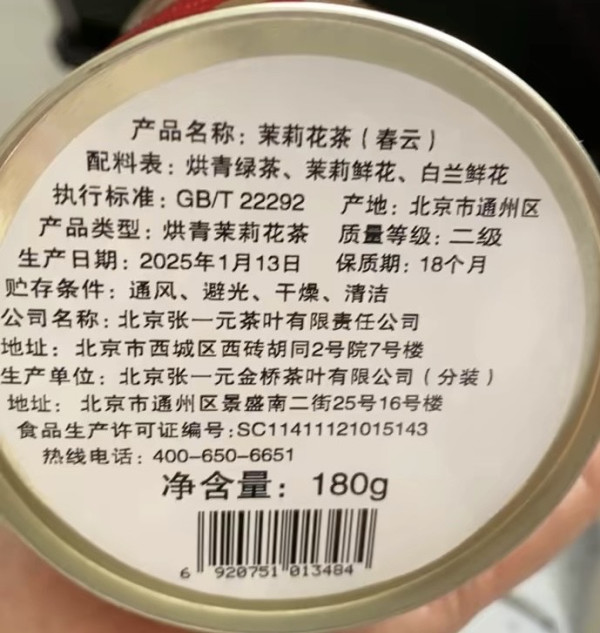 产品名称：茉莉花茶（春云）
配料表：烘青绿茶、茉莉鲜花、白兰鲜花
执行标准：GB/T 22292 产地：北京市通州区
产品类型：烘青茉莉花茶 质量等级：二级
生产日期：2025年1月13日 保质期：18个月
贮存条件：通风、避光、干燥、清洁
公司名称：北京张一元茶叶有限责任公司
地址：北京市西城区西砖胡同2号院7号楼
生产单位：北京张一元金桥茶叶有限公司（分装）
地址：北京市通州区景盛南二街25号16号楼
食品生产许可证编号:SC11411121015143
热线电话：400-650-6651
净含量：180g
6 920751 013484